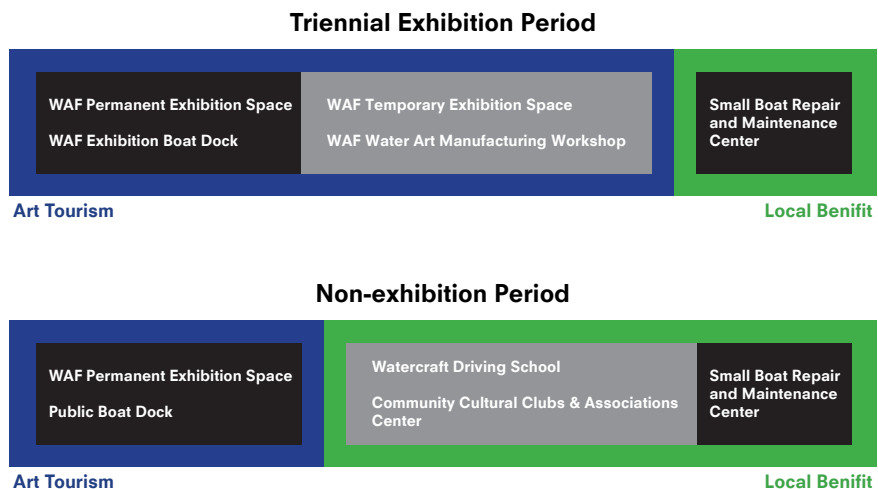 Triennial Exhibition Period
WAF Permanent Exhibition Space
WAF Exhibition Boat Dock
WAF Temporary Exhibition Space
WAF Water Art Manufacturing Workshop
Small Boat Repair
and Maintenance
Center
Art Tourism
Local Benifit
Non-exhibition Period
WAF Permanent Exhibition Space
Public Boat Dock
Watercraft Driving School
Community Cultural Clubs & Associations
Center
Small Boat Repair
and Maintenance
Center
Art Tourism
Local Benifit